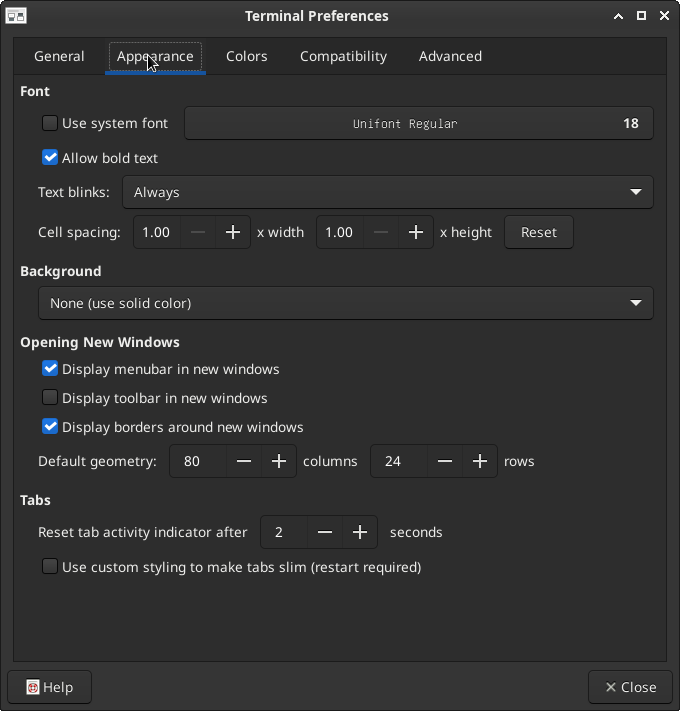 Terminal Preferences
General Appearance Colors Compatibility Advanced
Font
Use system font Unifont Regular 18
Allow bold text
Text blinks: Always
Cell spacing: 1.00 x width 1.00 x height Reset
Background
None (use solid color)
Opening New Windows
Display menubar in new windows
Display toolbar in new windows
Display borders around new windows
Default geometry: 80 columns 24 rows
Tabs
Reset tab activity indicator after 2 seconds
Use custom styling to make tabs slim (restart required)
Help Close